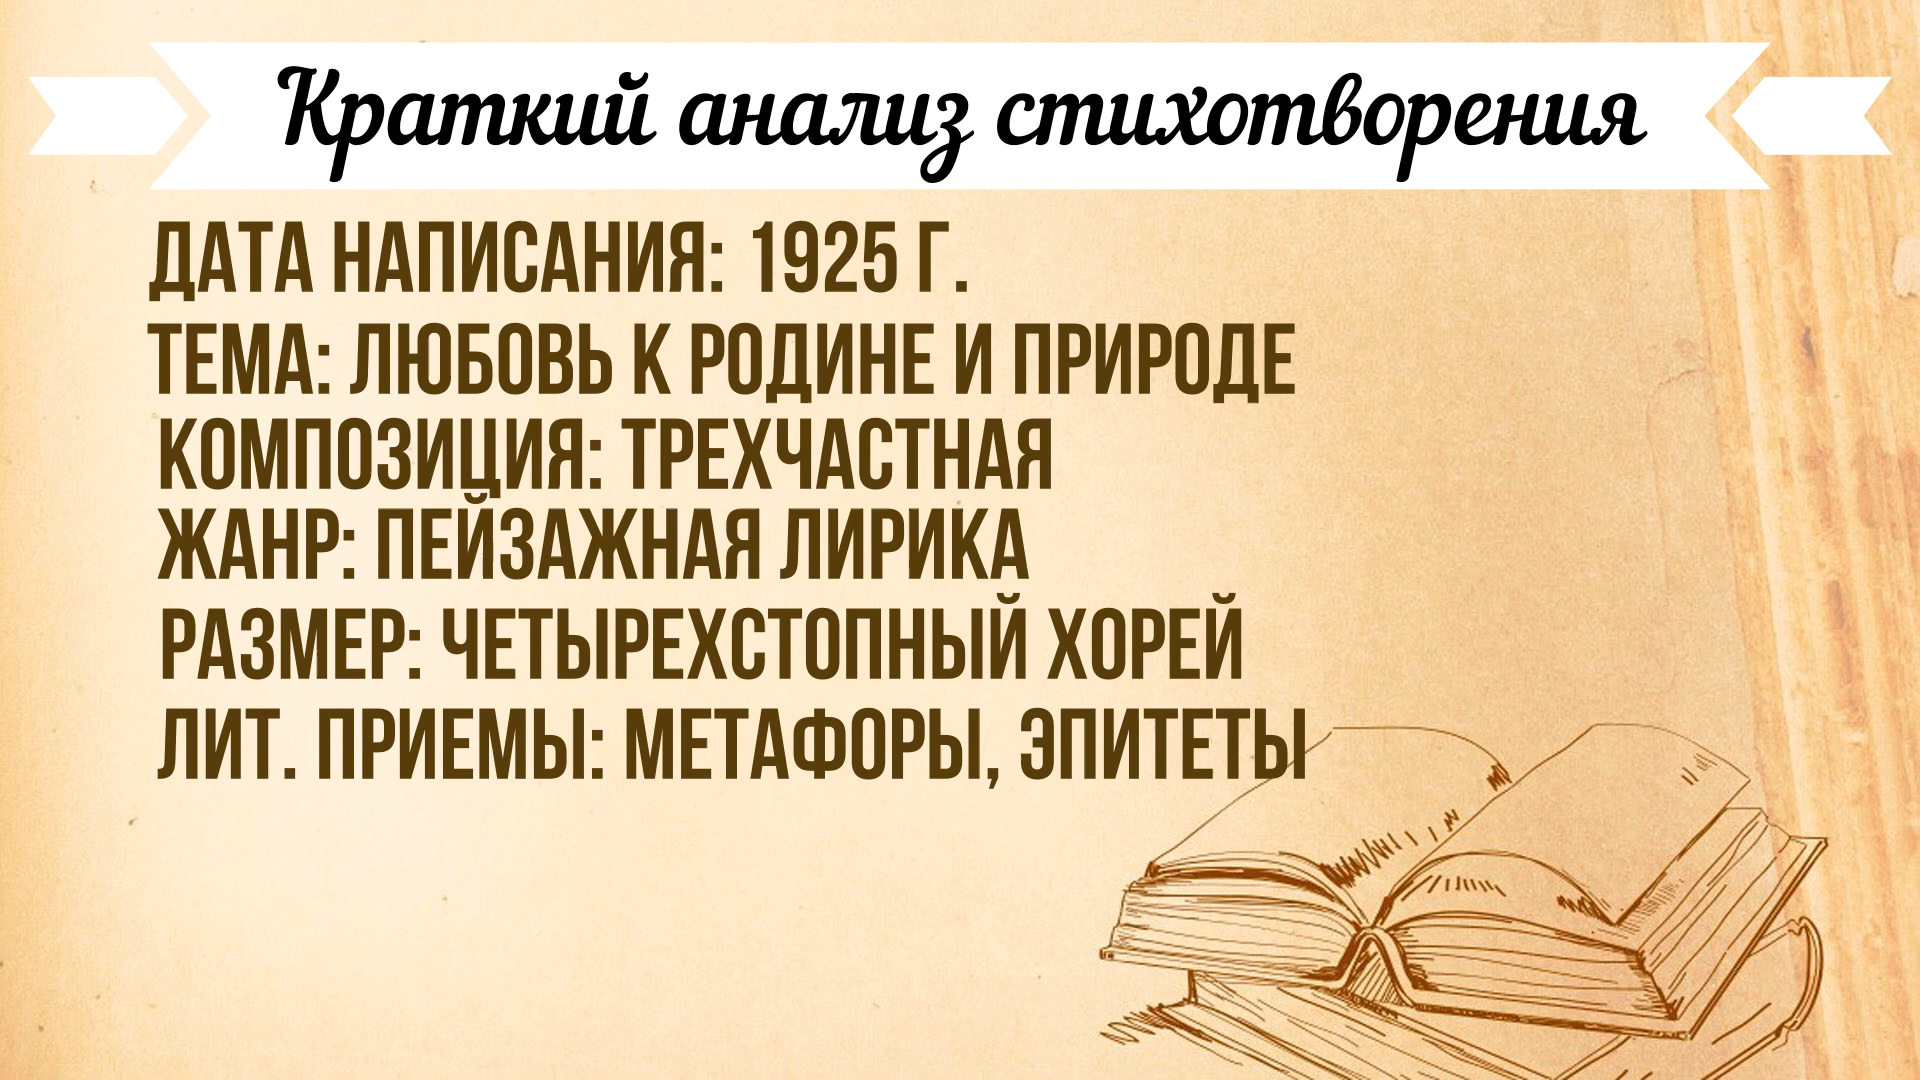 Краткий анализ стихотворения
ДАТА НАПИСАНИЯ: 1925 Г.
ТЕМА: ЛЮБОВЬ К РОДИНЕ И ПРИРОДЕ
КОМПОЗИЦИЯ: ТРЕХЧАСТНАЯ
ЖАНР: ПЕЙЗАЖНАЯ ЛИРИКА
РАЗМЕР: ЧЕТЫРЕХСТОПНЫЙ ХОРЕЙ
ЛИТ. ПРИЕМЫ: МЕТАФОРЫ, ЭПИТЕТЫ